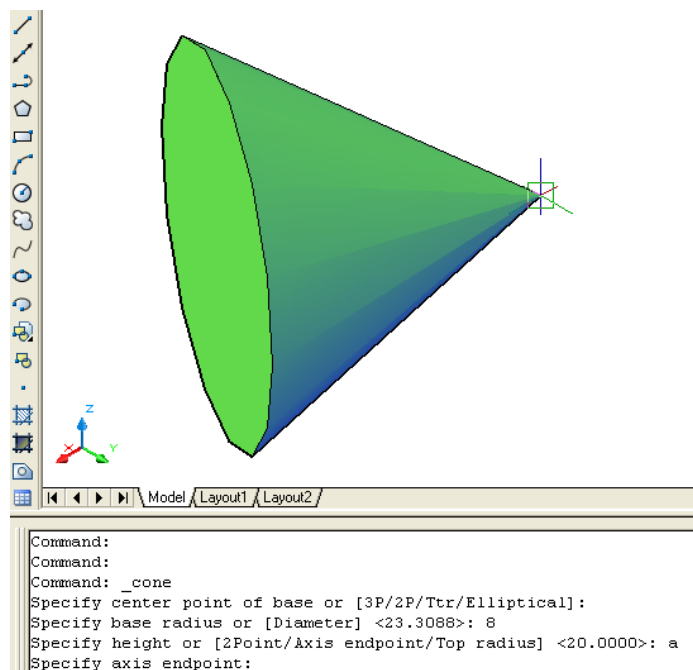 Z
X
Y
Model Layout1 Layout2
Command:
Command:
Command: _cone
Specify center point of base or [3P/2P/Ttr/Elliptical]:
Specify base radius or [Diameter] <23.3088>: 8
Specify height or [2Point/Axis endpoint/Top radius] <20.0000>: a
Specify axis endpoint: